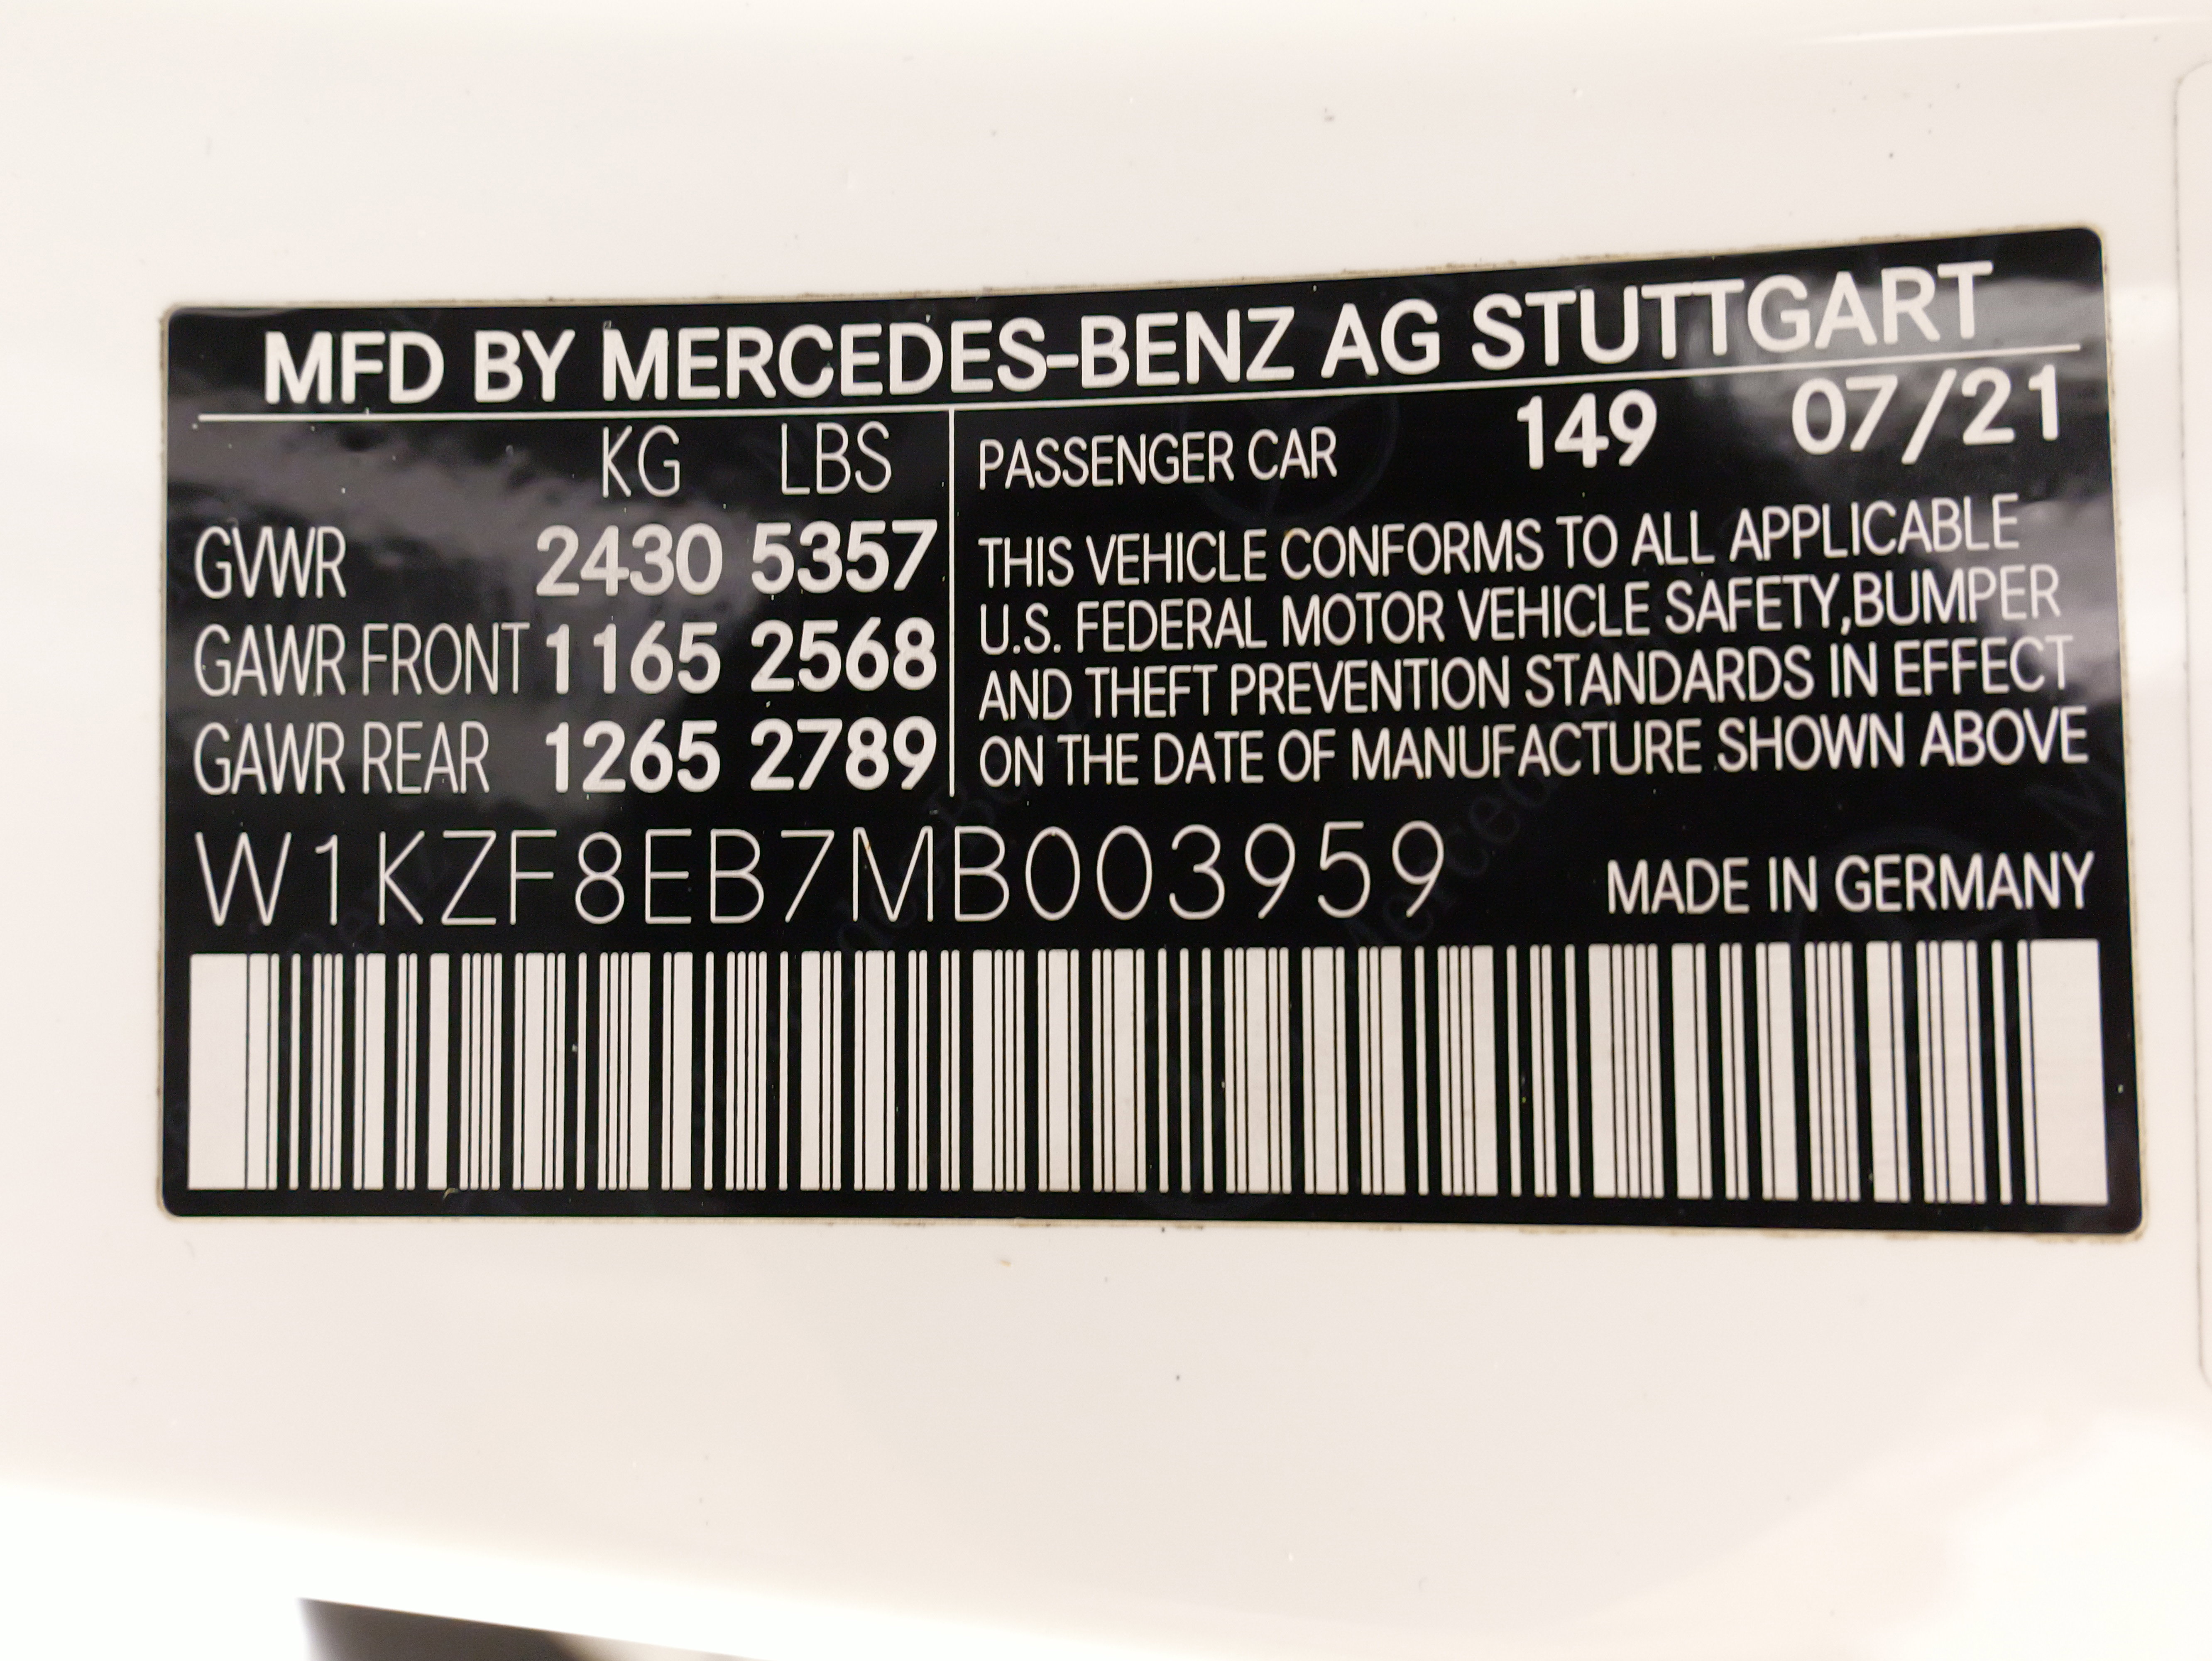 MFD BY MERCEDES-BENZ AG STUTTGART
KG LBS
GVWR 2430 5357
GAWR FRONT 1165 2568
GAWR REAR 1265 2789
PASSENGER CAR 149 07/21
THIS VEHICLE CONFORMS TO ALL APPLICABLE
U.S. FEDERAL MOTOR VEHICLE SAFETY,BUMPER
AND THEFT PREVENTION STANDARDS IN EFFECT
ON THE DATE OF MANUFACTURE SHOWN ABOVE
W1KZF8EB7MB003959
MADE IN GERMANY